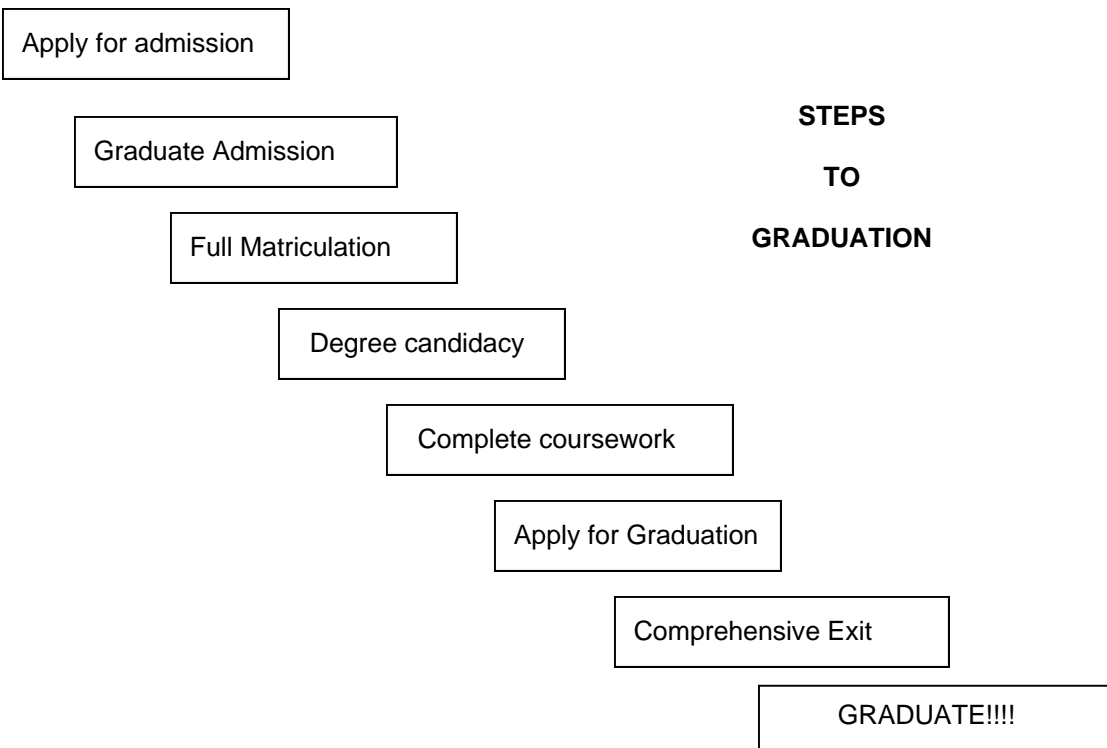 Apply for admission
STEPS
Graduate Admission
TO
Full Matriculation
GRADUATION
Degree candidacy
Complete coursework
Apply for Graduation
Comprehensive Exit
GRADUATE!!!!